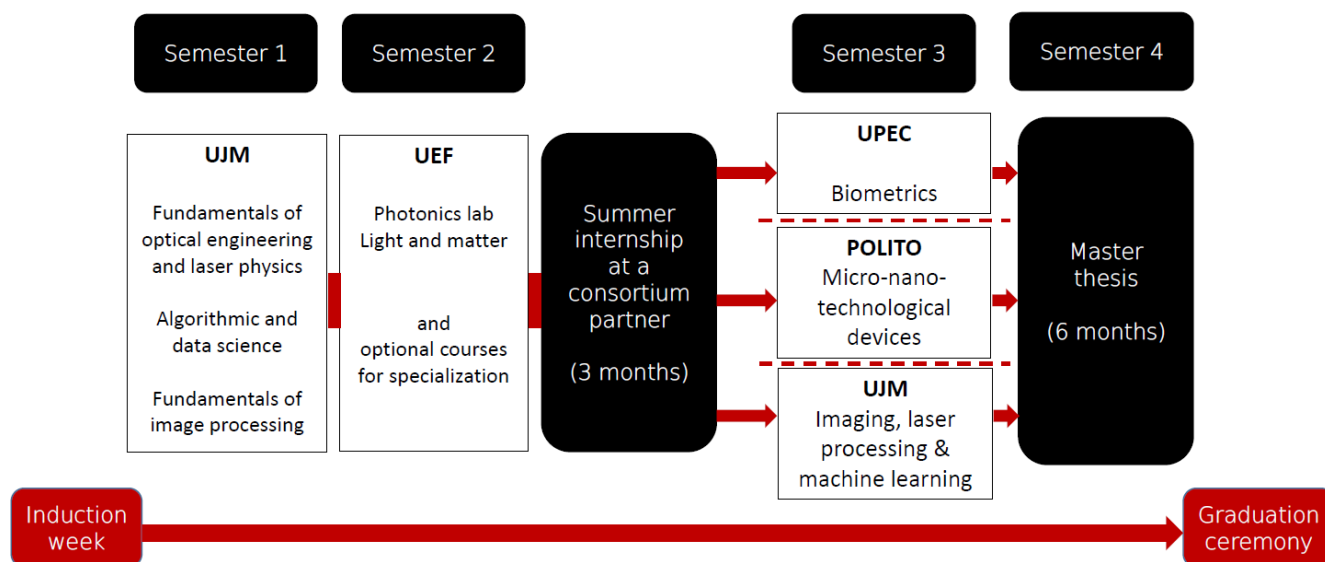 Semester 1
Semester 2
Semester 3
Semester 4
UJM
Fundamentals of
optical engineering
and laser physics
Algorithmic and
data science
Fundamentals of
image processing
UEF
Photonics lab
Light and matter
and
optional courses
for specialization
Summer
internship
at a
consortium
partner
(3 months)
UPEC
Biometrics
POLITO
Micro-nano-
technological
devices
UJM
Imaging, laser
processing &
machine learning
Master
thesis
(6 months)
Induction
week
Graduation
ceremony